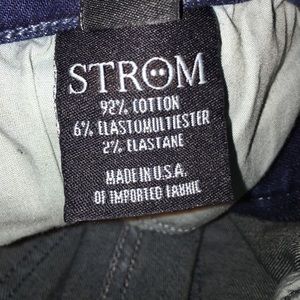 STROM
92% COTTON
6% ELASTOMULTIESTER
2% ELASTANE
MADE IN U.S.A.
OF IMPORTED FABRIC